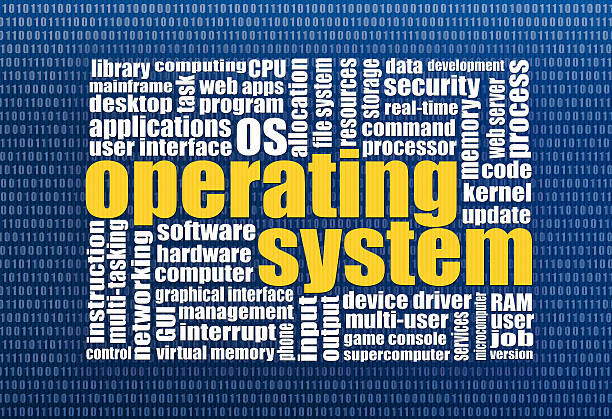 library computing CPU
mainframe task web apps
desktop program
applications
user interface OS
allocation
file system
resources
storage
data development
security
real-time
command
processor
memory
web server
process
code
kernel
update
operating
system
software
hardware
computer
instruction
multi-tasking
networking
control
graphical interface
GUI management
interrupt
virtual memory
phone
input
output
device driver
multi-user
game console
supercomputer
services
microcomputer
RAM
user
job
version